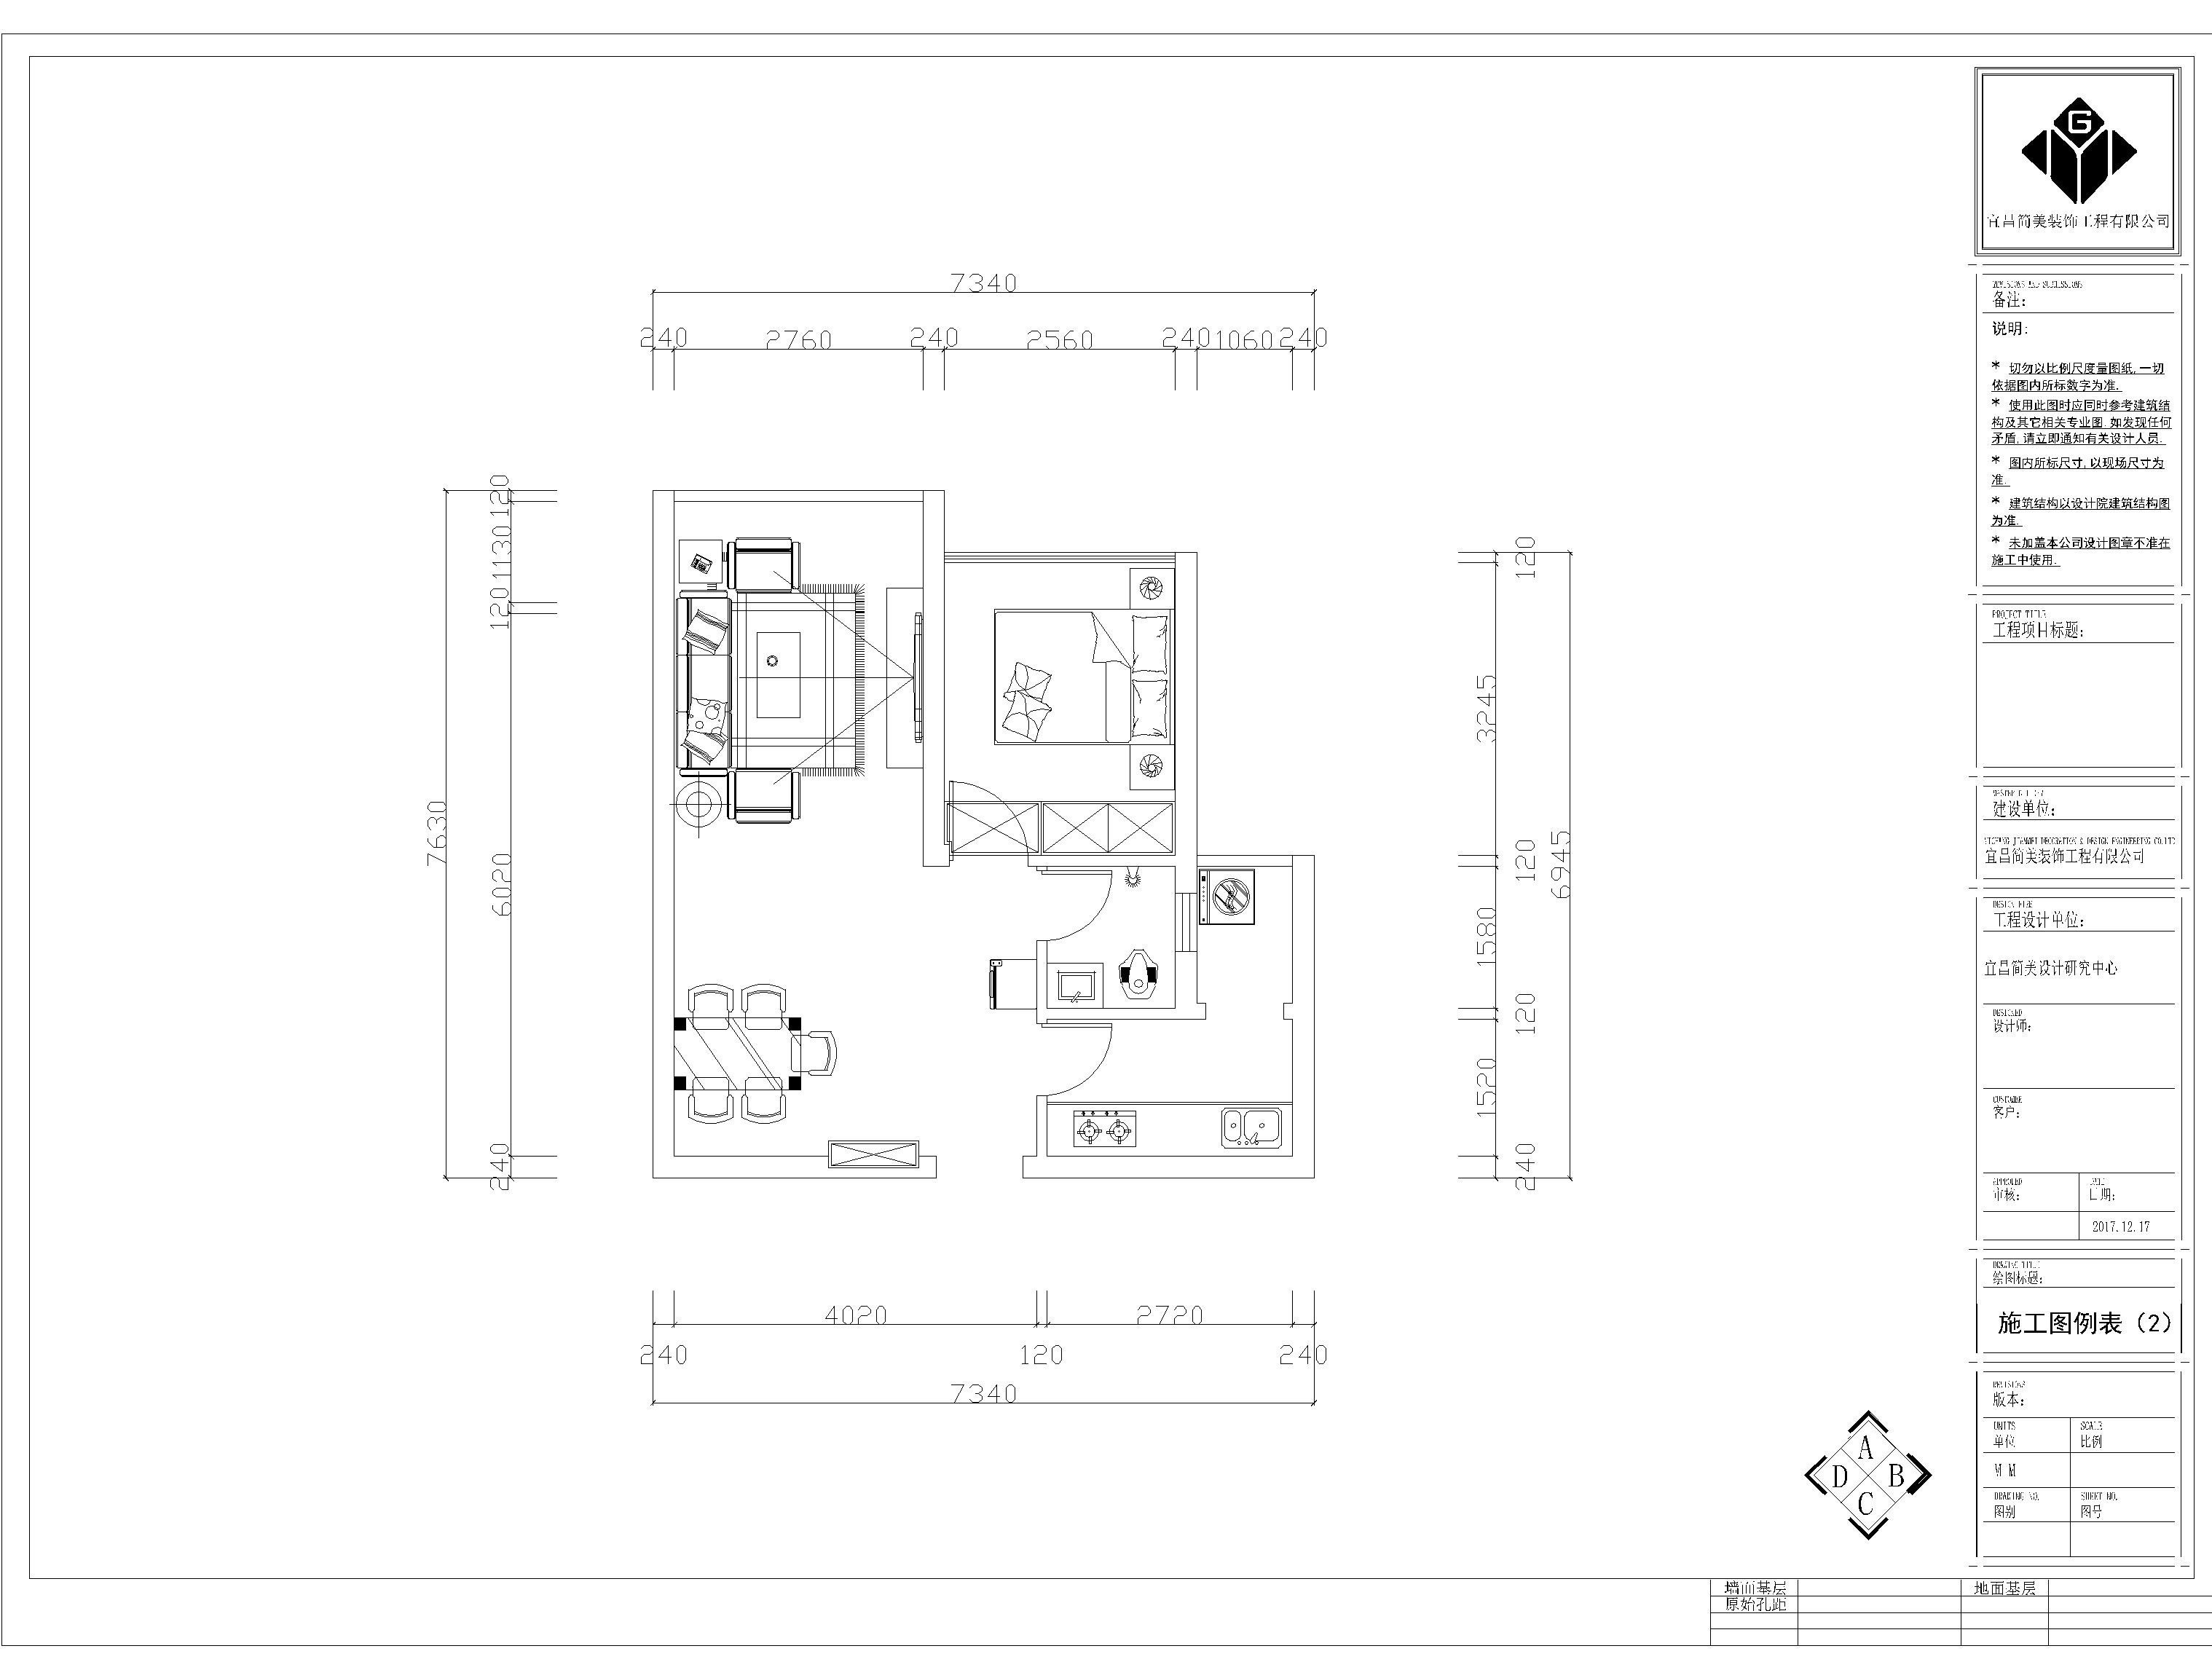 G
宜昌简美装饰工程有限公司
备注:
说明:
* 切勿以比例尺度量图纸,一切
依据图内所标数字为准.
* 使用此图时应同时参考建筑结
构及其它相关专业图.如发现任何
矛盾,请立即通知有关设计人员.
* 图内所标尺寸,以现场尺寸为
准.
* 建筑结构以设计院建筑结构图
为准.
* 未加盖本公司设计图章不准在
施工中使用.
PROJECT TITLE
工程项目标题:
建设单位:
宜昌简美装饰工程有限公司
工程设计单位:
宜昌简美设计研究中心
DESIGNED
设计师:
客户:
APPROVED
审核:
DATE
日期:
2017.12.17
DRAWING TITLE
绘图标题:
施工图例表（2）
REVISIONS
版本:
UNITS
单位
SCALE
比例
M M
DRAWING NO.
图别
SHEET NO.
图号
墙面基层
地面基层
原始孔距
A
D
B
C
7340
240
2760
240
2560
240
1060
240
120
1130
120
6020
240
7630
120
3245
120
1580
120
1520
240
6945
4020
2720
240
120
240
7340